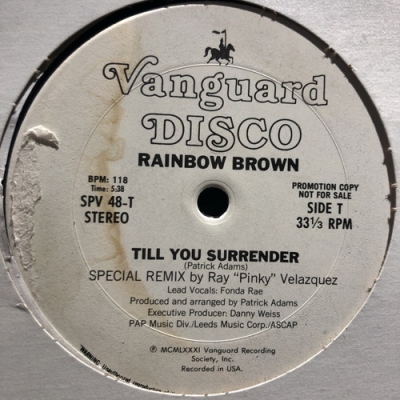 Vanguard
DISCO
RAINBOW BROWN
BPM: 118
Time: 5:38
SPV 48-T
STEREO
PROMOTION COPY
NOT FOR SALE
SIDE T
33⅓ RPM
TILL YOU SURRENDER
(Patrick Adams)
SPECIAL REMIX by Ray "Pinky" Velazquez
Lead Vocals: Fonda Rae
Produced and arranged by Patrick Adams
Executive Producer: Danny Weiss
PAP Music Div./Leeds Music Corp./ASCAP
℗ MCMLXXXI Vanguard Recording
Society, Inc.
Recorded in USA.